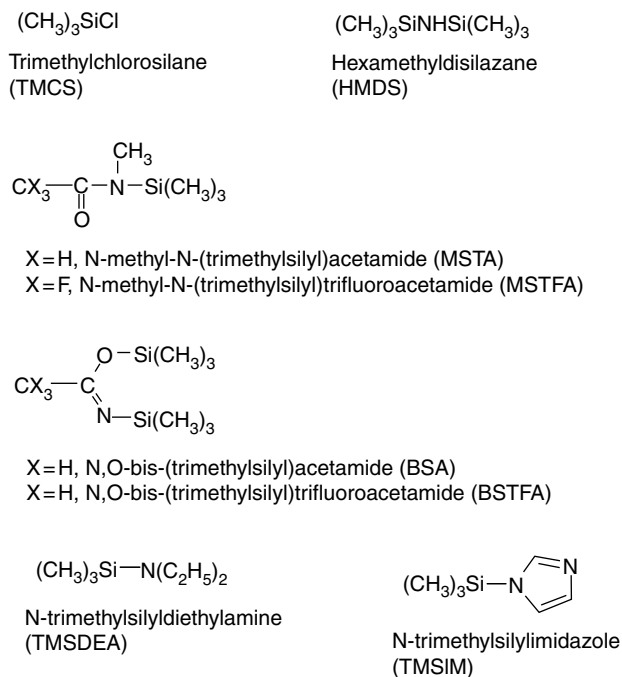 (CH3)3SiCl
Trimethylchlorosilane
(TMCS)
(CH3)3SiNHSi(CH3)3
Hexamethyldisilazane
(HMDS)
CH3
CX3—C—N—Si(CH3)3
O
X=H, N-methyl-N-(trimethylsilyl)acetamide (MSTA)
X=F, N-methyl-N-(trimethylsilyl)trifluoroacetamide (MSTFA)
O—Si(CH3)3
CX3—C
N—Si(CH3)3
X=H, N,O-bis-(trimethylsilyl)acetamide (BSA)
X=H, N,O-bis-(trimethylsilyl)trifluoroacetamide (BSTFA)
(CH3)3Si—N(C2H5)2
N-trimethylsilyldiethylamine
(TMSDEA)
(CH3)3Si—N N
N-trimethylsilylimidazole
(TMSIM)